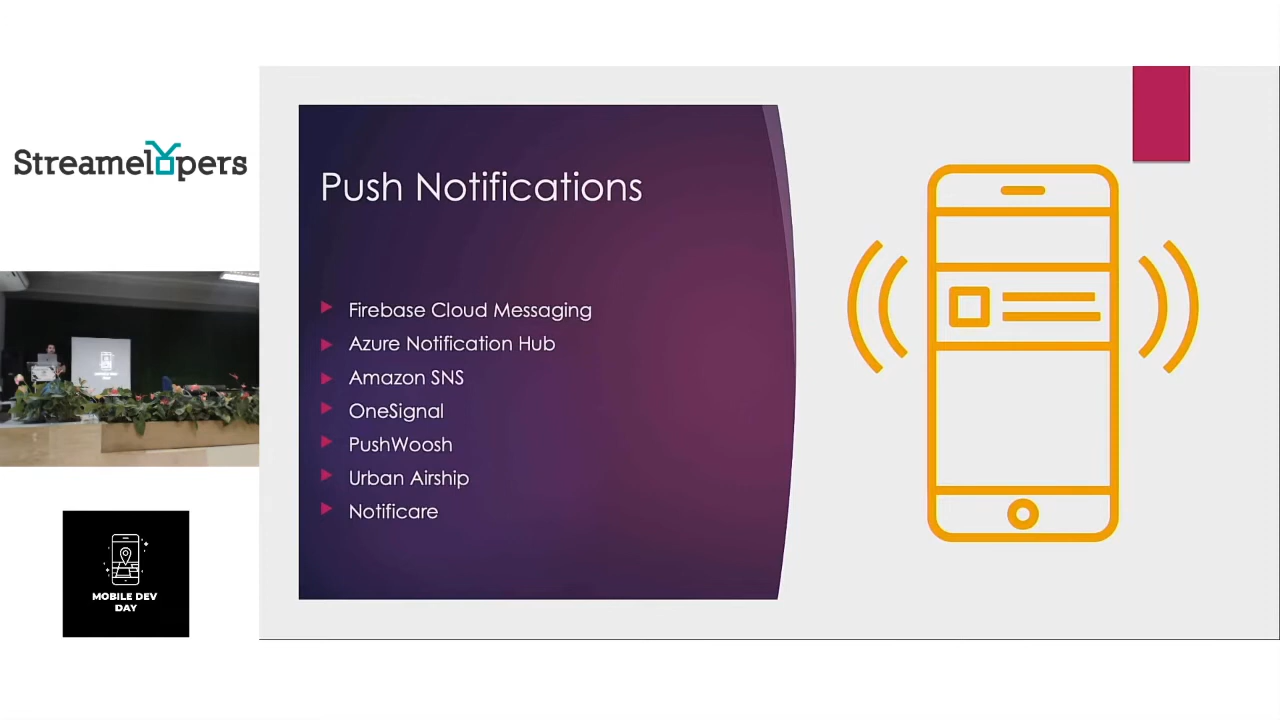 Streamelopers
Push Notifications
Firebase Cloud Messaging
Azure Notification Hub
Amazon SNS
OneSignal
PushWoosh
Urban Airship
Notificare
MOBILE DEV
DAY